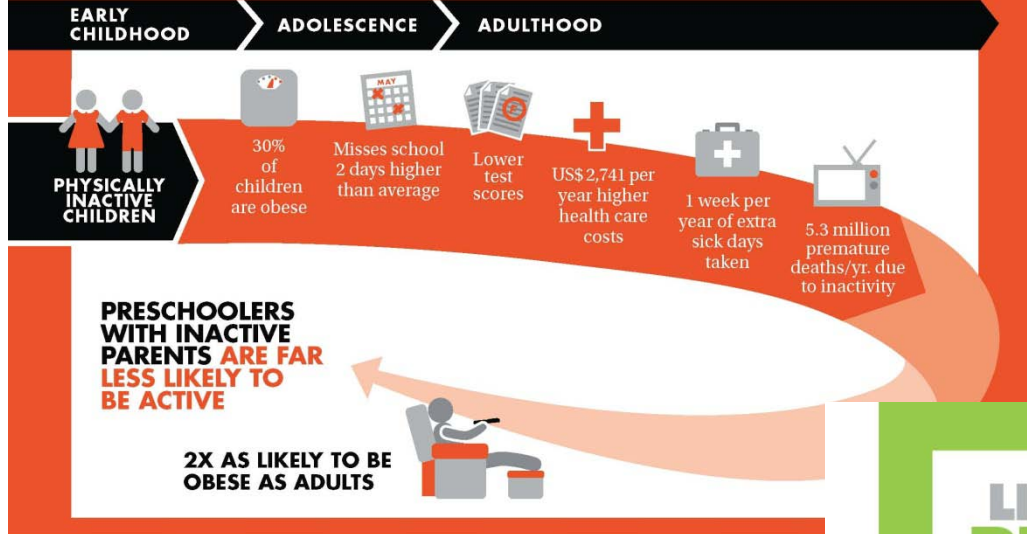 EARLY
CHILDHOOD
ADOLESCENCE
ADULTHOOD
PHYSICALLY
INACTIVE
CHILDREN
30%
of
children
are obese
MAY
Misses school
2 days higher
than average
Lower
test
scores
US$ 2,741 per
year higher
health care
costs
1 week per
year of extra
sick days
taken
5.3 million
premature
deaths/yr. due
to inactivity
PRESCHOOLERS
WITH INACTIVE
PARENTS ARE FAR
LESS LIKELY TO
BE ACTIVE
2X AS LIKELY TO BE
OBESE AS ADULTS